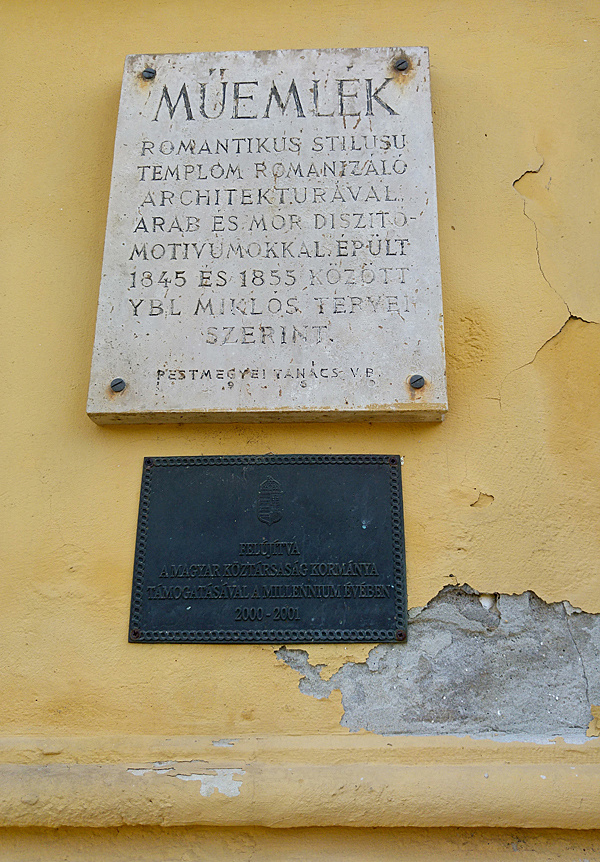 MŰEMLÉK
ROMANTIKUS STILUSU
TEMPLOM ROMANIZÁLÓ
ARCHITEKTURÁVAL,
ARAB ÉS MÓR DISZITŐ-
MOTIVUMOKKAL. ÉPÜLT
1845 ÉS 1855 KÖZÖTT
YBL MIKLÓS TERVEI
SZERINT.
PESTMEGYEI TANÁCS V.B.
FELÚJÍTVA
A MAGYAR KÖZTÁRSASÁG KORMÁNYA
TÁMOGATÁSÁVAL A MILLENNIUM ÉVÉBEN
2000 - 2001